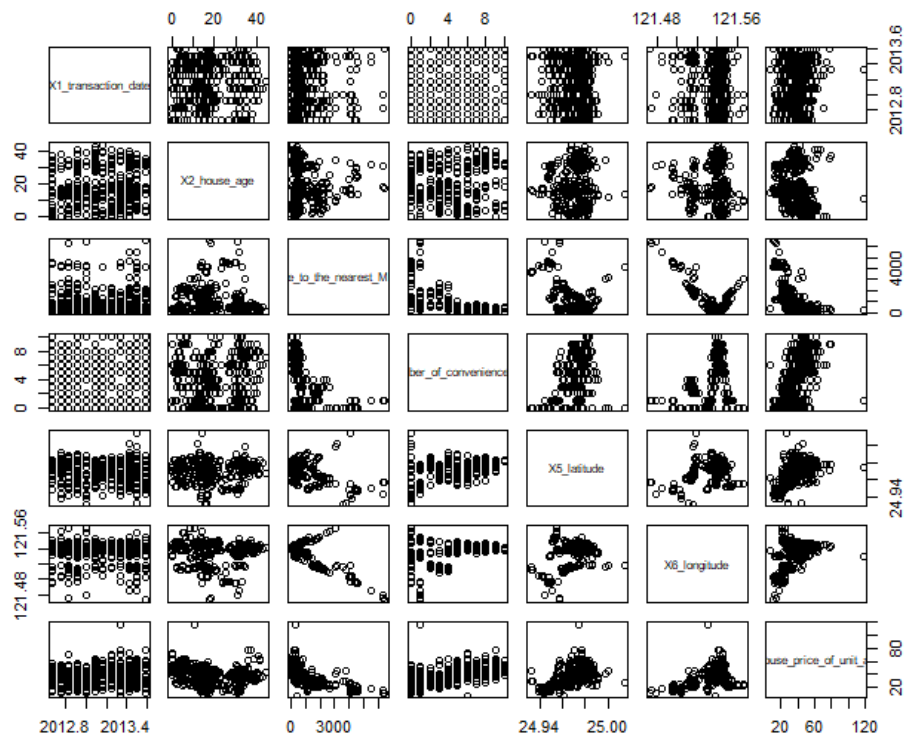 0 20 40
0 4 8
121.48 121.56
X1_transaction_date
2012.8 2013.6
0 20 40
X2_house_age
e_to_the_nearest_M
0 4000
0 4 8
ber_of_convenience
X5_latitude
24.94
121.48 121.56
X6_longitude
ouse_price_of_unit_a
20 80
2012.8 2013.4
0 3000
24.94 25.00
20 60 120